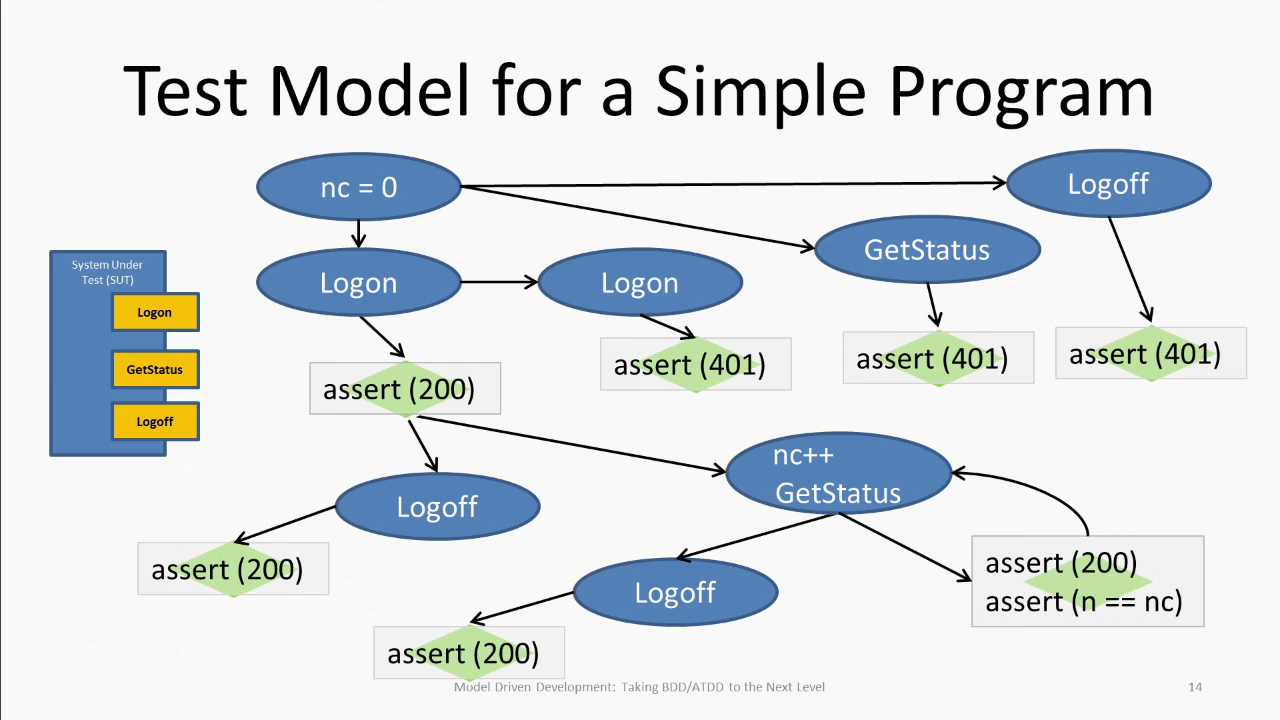 Test Model for a Simple Program
nc = 0
Logoff
GetStatus
Logon
Logon
System Under
Test (SUT)
Logon
GetStatus
Logoff
assert (401)
assert (401)
assert (401)
assert (200)
nc++
GetStatus
Logoff
assert (200)
assert (200)
assert (n == nc)
Logoff
assert (200)
Model Driven Development: Taking BDD/ATDD to the Next Level
14